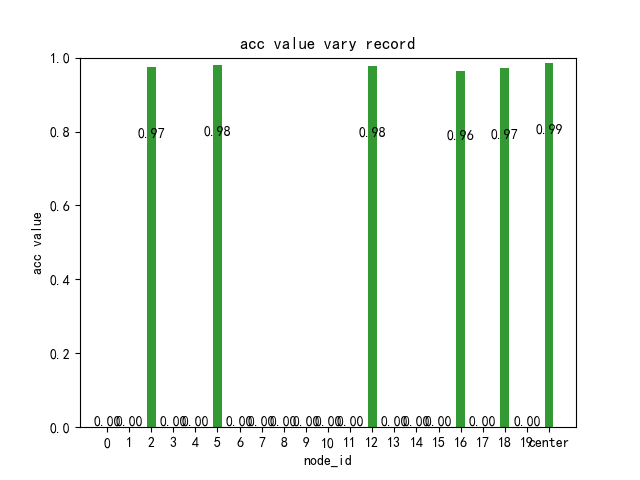 acc value vary record
1.0
0.8
0.6
0.4
0.2
0.0
acc value
0.97 0.98 0.98 0.96 0.97 0.99
0.00 0.00 0.00 0.00 0.00 0.00 0.00 0.00 0.00 0.00 0.00 0.00 0.00 0.00 0.00
0 1 2 3 4 5 6 7 8 9 10 11 12 13 14 15 16 17 18 19 center
node_id